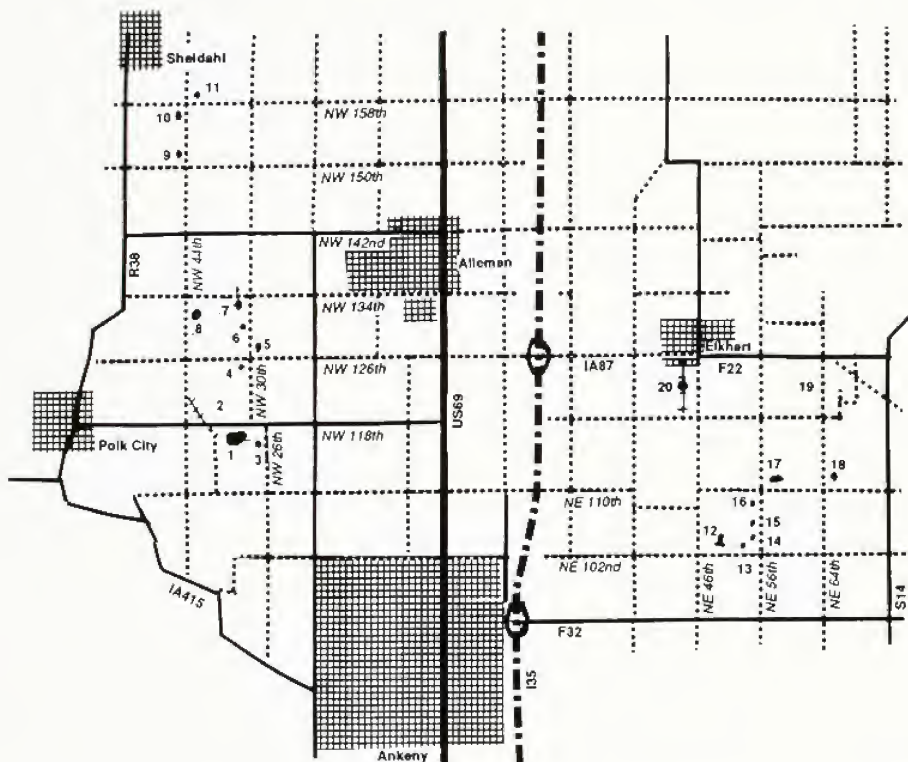 Sheldahl
11
10
NW 158th
9
NW 150th
NW 44th
NW 142nd
R38
Alleman
7
NW 134th
8
6
5
Elkhart
4
NW 30th
NW 126th
IA87
F22
20
19
2
US69
Polk City
1
3
NW 26th
NW 118th
17
18
NE 110th
16
15
12
14
13
NE 102nd
NE 46th
NE 56th
NE 64th
S14
IA415
F32
I35
Ankeny